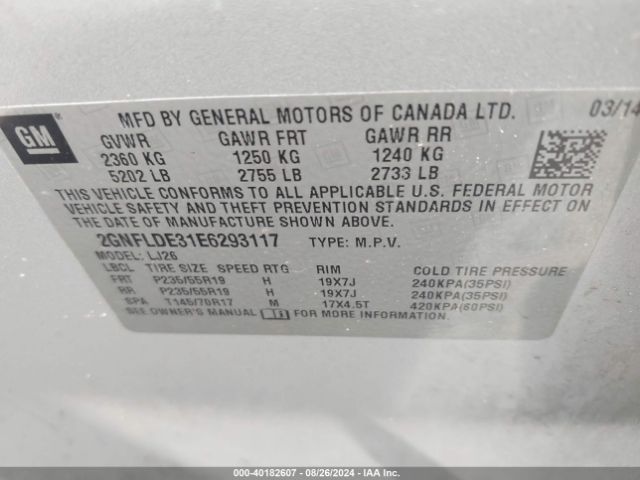 GM
MFD BY GENERAL MOTORS OF CANADA LTD. 03/14
GVWR GAWR FRT GAWR RR
2360 KG 1250 KG 1240 KG
5202 LB 2755 LB 2733 LB
THIS VEHICLE CONFORMS TO ALL APPLICABLE U.S. FEDERAL MOTOR
VEHICLE SAFETY AND THEFT PREVENTION STANDARDS IN EFFECT ON
THE DATE OF MANUFACTURE SHOWN ABOVE.
2GNFLDE31E6293117 TYPE: M.P.V.
MODEL: LJ26
LBCL TIRE SIZE SPEED RTG RIM COLD TIRE PRESSURE
FRT P235/55R19 H 19X7J 240KPA(35PSI)
RR P235/55R19 H 19X7J 240KPA(35PSI)
SPA T145/70R17 M 17X4.5T 420KPA(60PSI)
SEE OWNER'S MANUAL FOR MORE INFORMATION.
000-40182607 - 08/26/2024 - IAAI.com